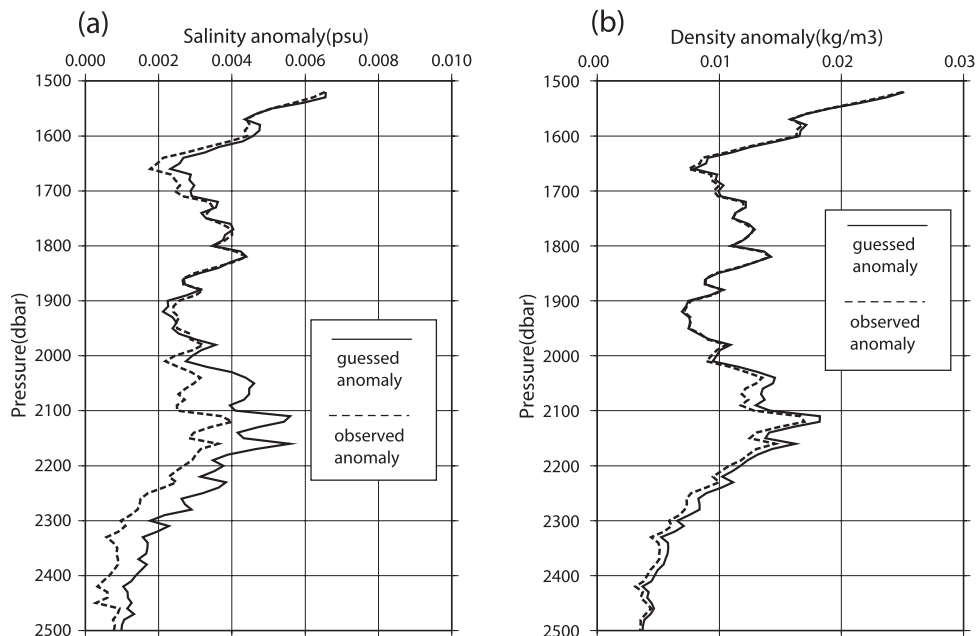 (a)
Salinity anomaly(psu)
0.000 0.002 0.004 0.006 0.008 0.010
1500
1600
1700
1800
1900
2000
2100
2200
2300
2400
2500
Pressure(dbar)
guessed
anomaly
observed
anomaly
(b)
Density anomaly(kg/m3)
0.00 0.01 0.02 0.03
1500
1600
1700
1800
1900
2000
2100
2200
2300
2400
2500
Pressure(dbar)
guessed
anomaly
observed
anomaly